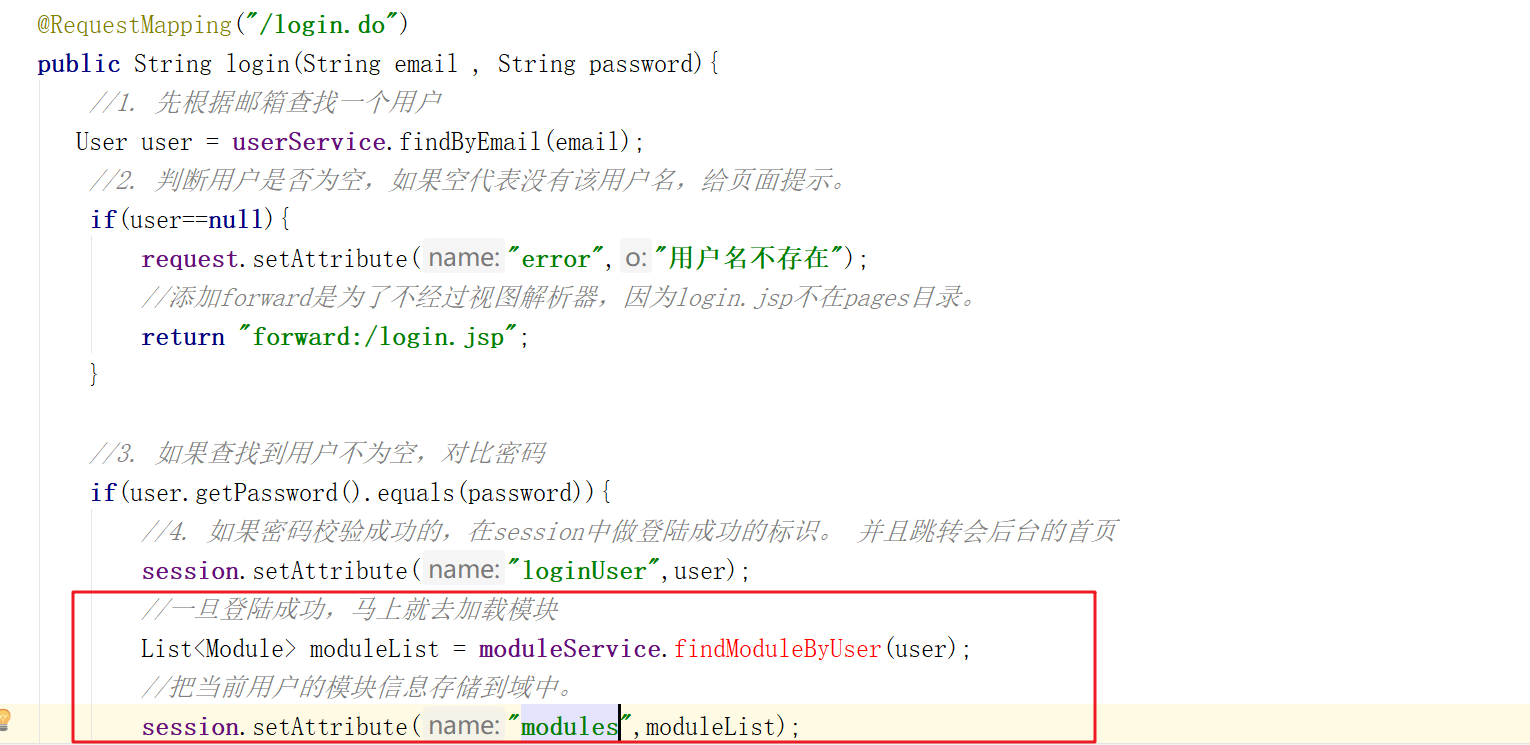 @RequestMapping("/login.do")
public String login(String email , String password){
//1. 先根据邮箱查找一个用户
User user = userService.findByEmail(email);
//2. 判断用户是否为空，如果空代表没有该用户名，给页面提示。
if(user==null){
request.setAttribute( name: "error", o: "用户名不存在");
//添加forward是为了不经过视图解析器，因为login.jsp不在pages目录。
return "forward:/login.jsp";
}
//3. 如果查找到用户不为空，对比密码
if(user.getPassword().equals(password)){
//4. 如果密码校验成功的，在session中做登陆成功的标识。 并且跳转会后台的首页
session.setAttribute( name: "loginUser",user);
//一旦登陆成功，马上就去加载模块
List<Module> moduleList = moduleService.findModuleByUser(user);
//把当前用户的模块信息存储到域中。
session.setAttribute( name: "modules",moduleList);